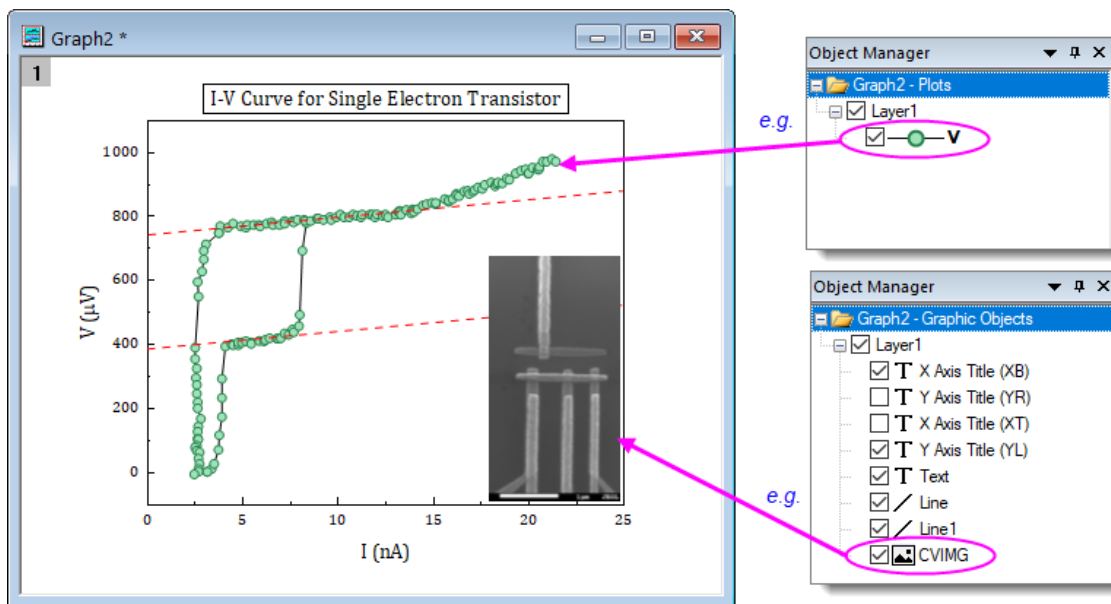 Graph2 *
1
I-V Curve for Single Electron Transistor
1000
800
600
400
200
0
V (μV)
0 5 10 15 20 25
I (nA)
e.g.
e.g.
Object Manager
Graph2 - Plots
Layer1
V
Object Manager
Graph2 - Graphic Objects
Layer1
T X Axis Title (XB)
T Y Axis Title (YR)
T X Axis Title (XT)
T Y Axis Title (YL)
T Text
Line
Line1
CVIMG